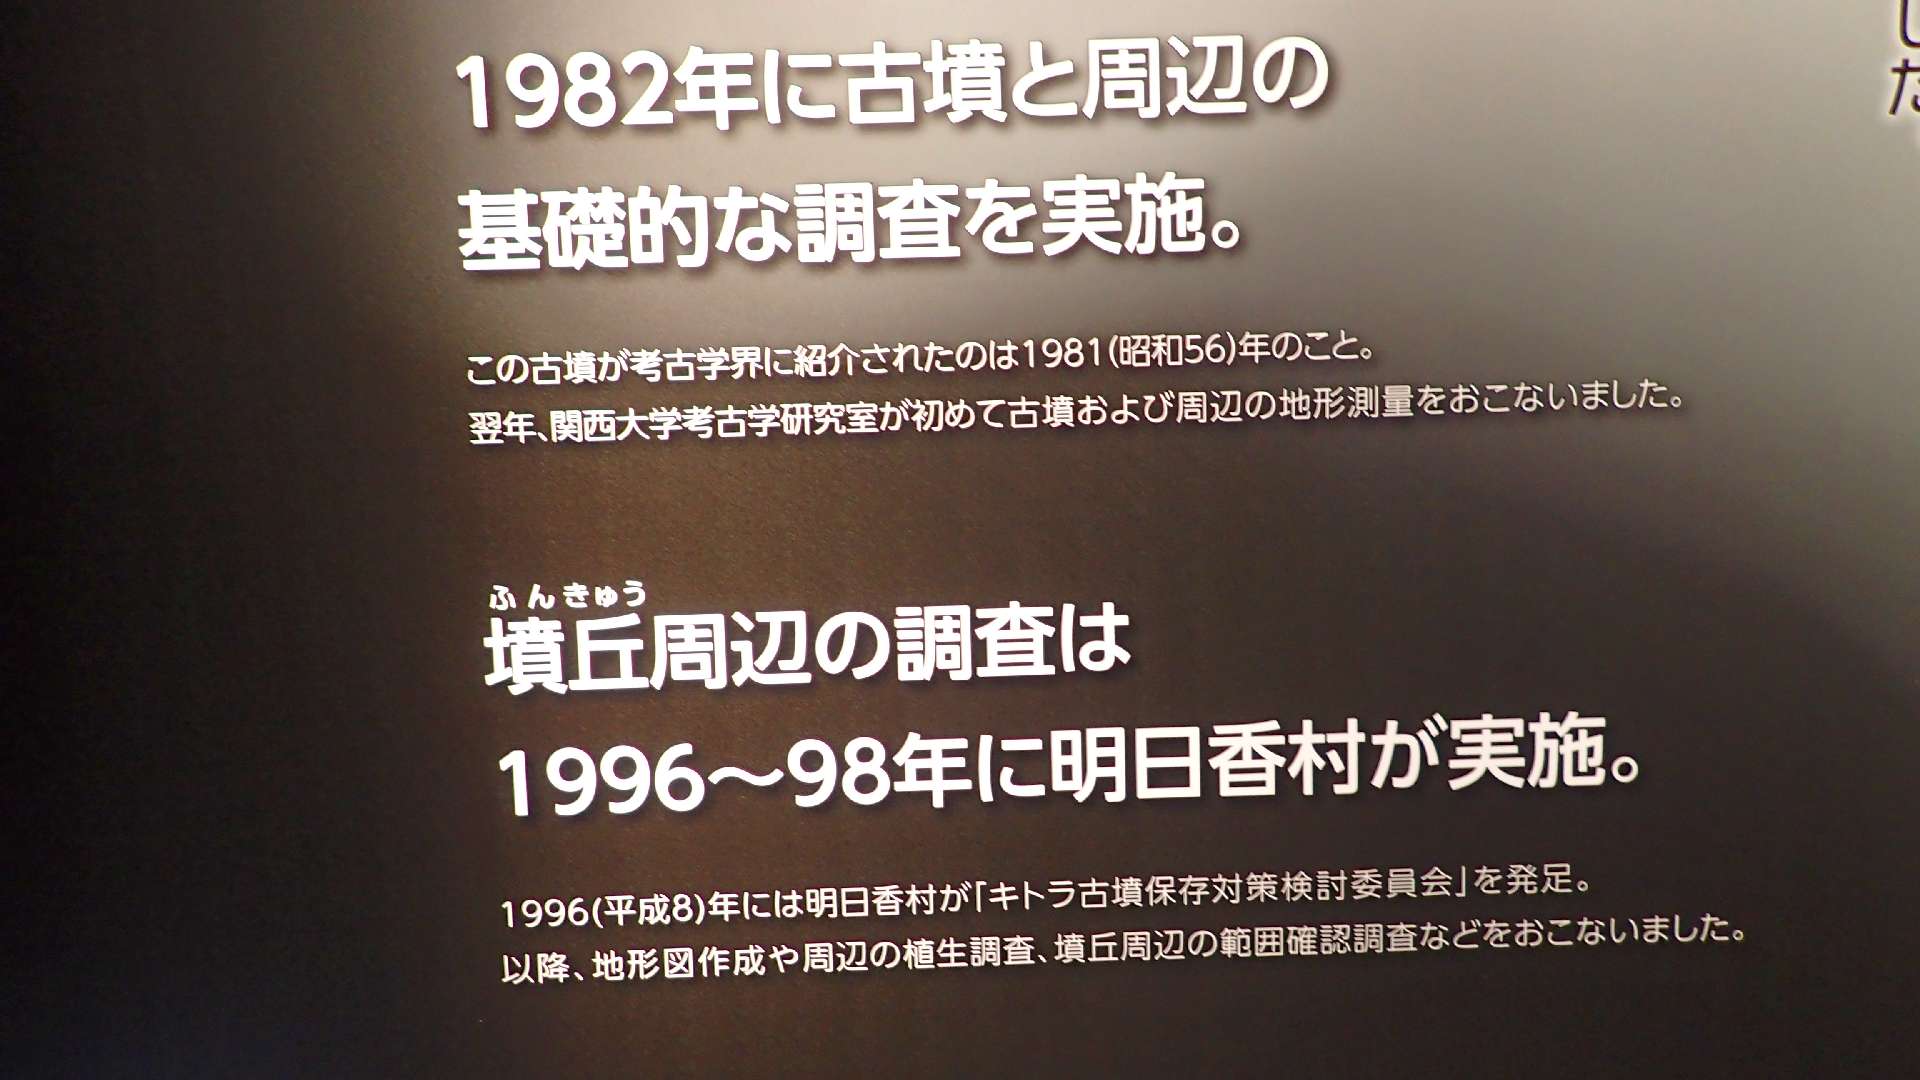 1982年に古墳と周辺の
基礎的な調査を実施。
この古墳が考古学界に紹介されたのは1981(昭和56)年のこと。
翌年、関西大学考古学研究室が初めて古墳および周辺の地形測量をおこないました。
ふんきゅう
墳丘周辺の調査は
1996～98年に明日香村が実施。
1996(平成8)年には明日香村が「キトラ古墳保存対策検討委員会」を発足。
以降、地形図作成や周辺の植生調査、墳丘周辺の範囲確認調査などをおこないました。